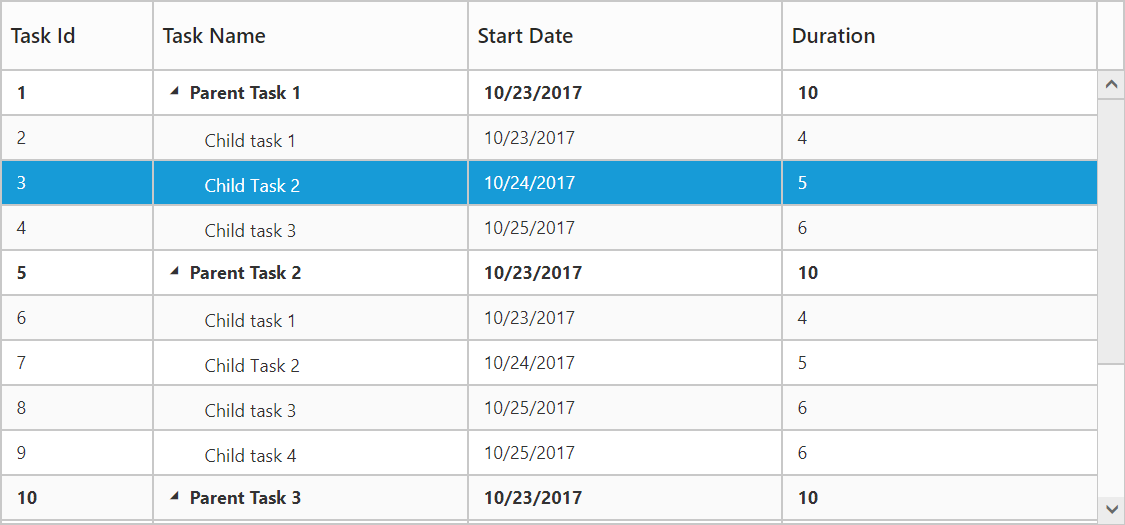 Task Id Task Name Start Date Duration
1 Parent Task 1 10/23/2017 10
2 Child task 1 10/23/2017 4
3 Child Task 2 10/24/2017 5
4 Child task 3 10/25/2017 6
5 Parent Task 2 10/23/2017 10
6 Child task 1 10/23/2017 4
7 Child Task 2 10/24/2017 5
8 Child task 3 10/25/2017 6
9 Child task 4 10/25/2017 6
10 Parent Task 3 10/23/2017 10